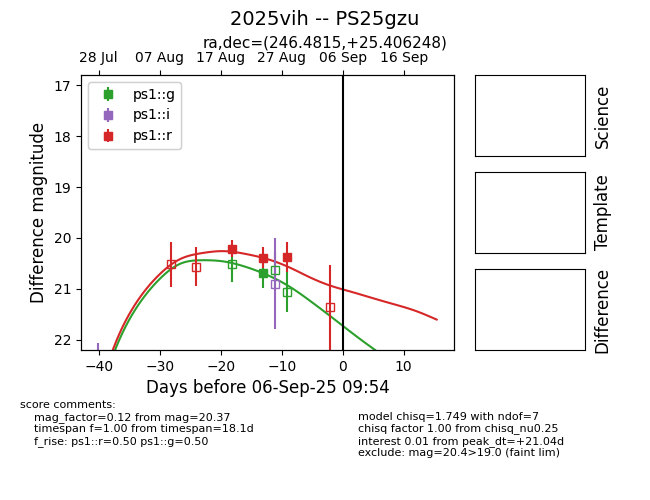 2025vih -- PS25gzu
ra,dec=(246.4815,+25.406248)
28 Jul 07 Aug 17 Aug 27 Aug 06 Sep 16 Sep
ps1::g
ps1::i
ps1::r
17
18
19
20
21
22
Difference magnitude
−40 −30 −20 −10 0 10
Days before 06-Sep-25 09:54
Science
Template
Difference
score comments:
mag_factor=0.12 from mag=20.37
timespan f=1.00 from timespan=18.1d
f_rise: ps1::r=0.50 ps1::g=0.50
model chisq=1.749 with ndof=7
chisq factor 1.00 from chisq_nu0.25
interest 0.01 from peak_dt=+21.04d
exclude: mag=20.4>19.0 (faint lim)